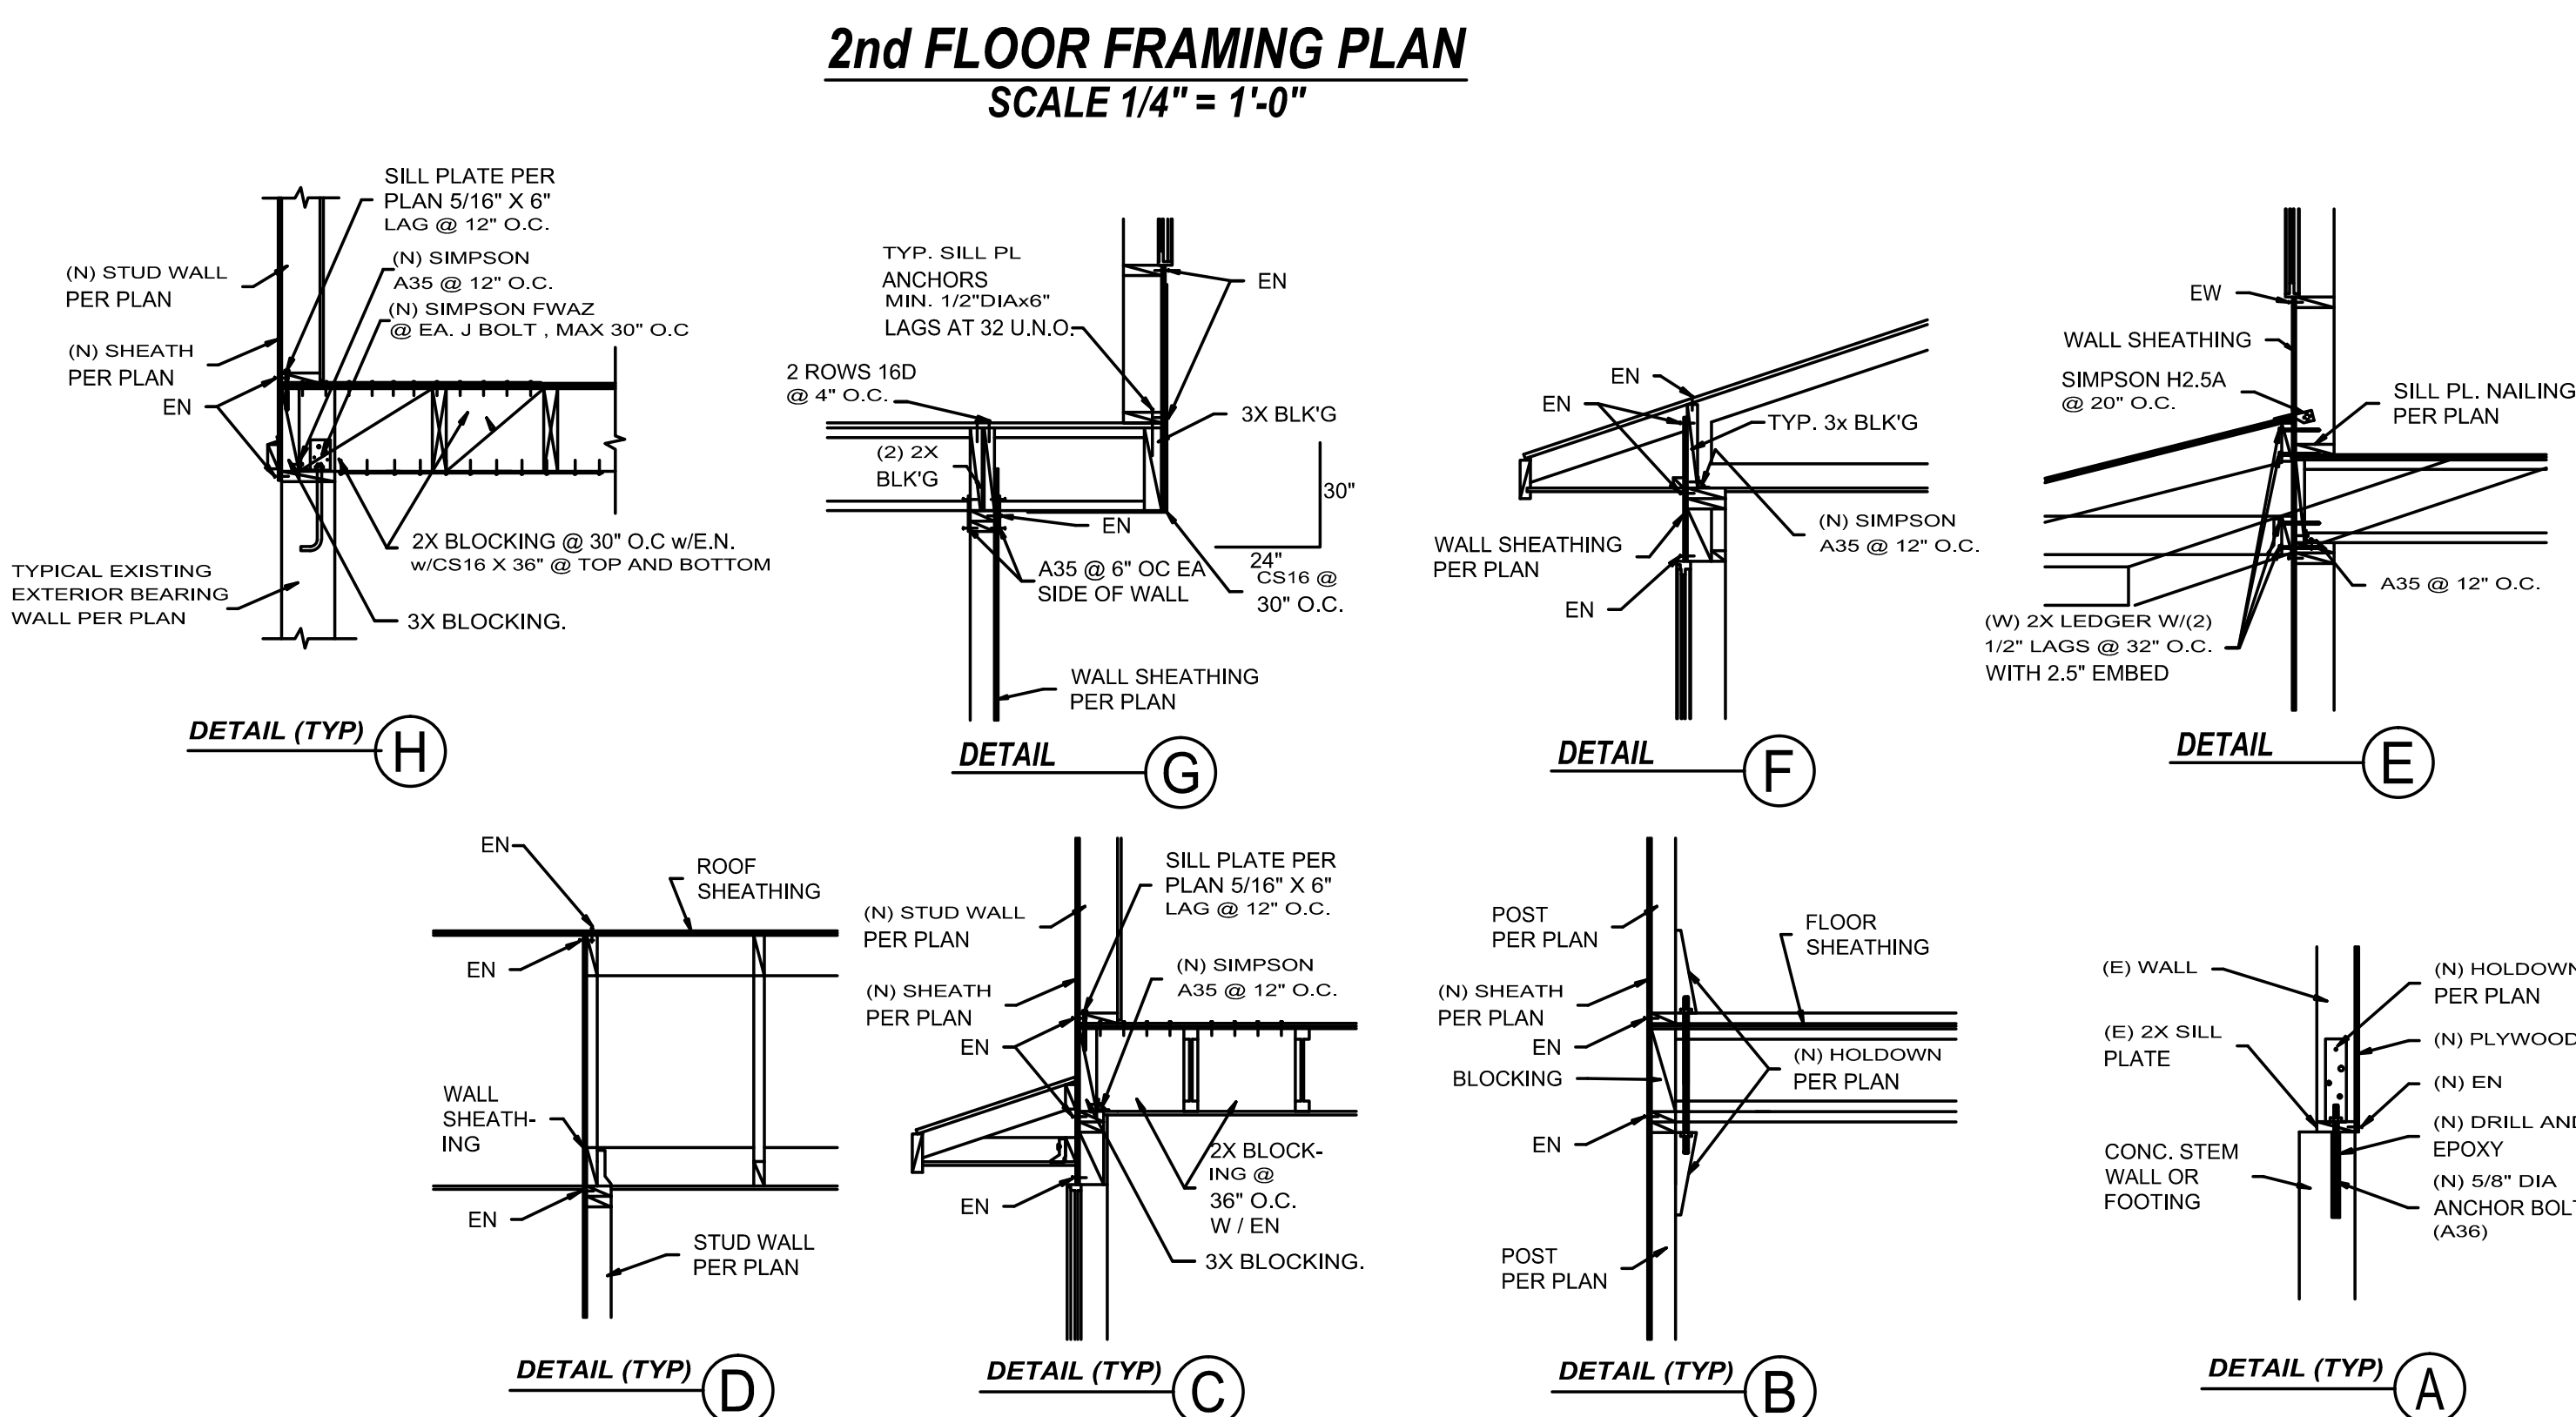 2nd FLOOR FRAMING PLAN
SCALE 1/4" = 1'-0"
SILL PLATE PER
PLAN 5/16" X 6"
LAG @ 12" O.C.
(N) SIMPSON
A35 @ 12" O.C.
(N) SIMPSON FWAZ
@ EA. J BOLT , MAX 30" O.C
(N) STUD WALL
PER PLAN
(N) SHEATH
PER PLAN
EN
2X BLOCKING @ 30" O.C w/E.N.
w/CS16 X 36" @ TOP AND BOTTOM
TYPICAL EXISTING
EXTERIOR BEARING
WALL PER PLAN
3X BLOCKING.
DETAIL (TYP)
H
TYP. SILL PL
ANCHORS
MIN. 1/2"DIAx6"
LAGS AT 32 U.N.O.
EN
2 ROWS 16D
@ 4" O.C.
3X BLK'G
(2) 2X
BLK'G
30"
EN
24"
A35 @ 6" OC EA
SIDE OF WALL
CS16 @
30" O.C.
WALL SHEATHING
PER PLAN
DETAIL
G
EN
EN
TYP. 3x BLK'G
(N) SIMPSON
A35 @ 12" O.C.
WALL SHEATHING
PER PLAN
EN
DETAIL
F
EW
WALL SHEATHING
SIMPSON H2.5A
@ 20" O.C.
SILL PL. NAILING
PER PLAN
A35 @ 12" O.C.
(W) 2X LEDGER W/(2)
1/2" LAGS @ 32" O.C.
WITH 2.5" EMBED
DETAIL
E
EN
ROOF
SHEATHING
EN
WALL
SHEATH-
ING
EN
STUD WALL
PER PLAN
DETAIL (TYP)
D
SILL PLATE PER
PLAN 5/16" X 6"
LAG @ 12" O.C.
(N) STUD WALL
PER PLAN
(N) SIMPSON
A35 @ 12" O.C.
(N) SHEATH
PER PLAN
EN
2X BLOCK-
ING @
36" O.C.
W / EN
EN
3X BLOCKING.
DETAIL (TYP)
C
POST
PER PLAN
FLOOR
SHEATHING
(N) SHEATH
PER PLAN
EN
BLOCKING
(N) HOLDOWN
PER PLAN
EN
POST
PER PLAN
DETAIL (TYP)
B
(E) WALL
(N) HOLDOWN
PER PLAN
(E) 2X SILL
PLATE
(N) PLYWOOD
(N) EN
(N) DRILL AND
EPOXY
CONC. STEM
WALL OR
FOOTING
(N) 5/8" DIA
ANCHOR BOLT
(A36)
DETAIL (TYP)
A